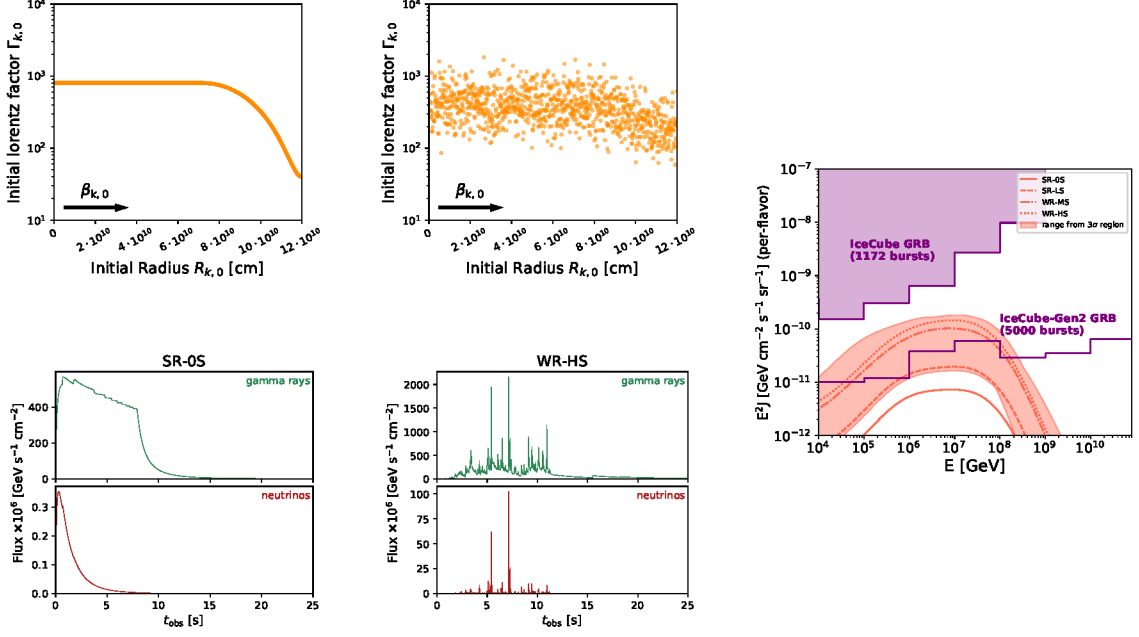 10⁴
10³
10²
10¹
Initial lorentz factor Γk, 0
βk, 0
0
2·10¹⁰
4·10¹⁰
6·10¹⁰
8·10¹⁰
10·10¹⁰
12·10¹⁰
Initial Radius Rk, 0 [cm]
10⁴
10³
10²
10¹
Initial lorentz factor Γk, 0
βk, 0
0
2·10¹⁰
4·10¹⁰
6·10¹⁰
8·10¹⁰
10·10¹⁰
12·10¹⁰
Initial Radius Rk, 0 [cm]
SR-0S
gamma rays
400
200
0
neutrinos
0.3
0.2
0.1
0.0
Flux ×10⁶ [GeV s⁻¹ cm⁻²]
0 5 10 15 20 25
tobs [s]
WR-HS
gamma rays
2000
1500
1000
500
0
neutrinos
100
75
50
25
0
Flux ×10⁶ [GeV s⁻¹ cm⁻²]
0 5 10 15 20 25
tobs [s]
10⁻⁷
10⁻⁸
10⁻⁹
10⁻¹⁰
10⁻¹¹
10⁻¹²
E²J [GeV cm⁻² s⁻¹ sr⁻¹] (per-flavor)
SR-0S
SR-LS
WR-MS
WR-HS
range from 3σ region
IceCube GRB
(1172 bursts)
IceCube-Gen2 GRB
(5000 bursts)
10⁴ 10⁵ 10⁶ 10⁷ 10⁸ 10⁹ 10¹⁰
E [GeV]